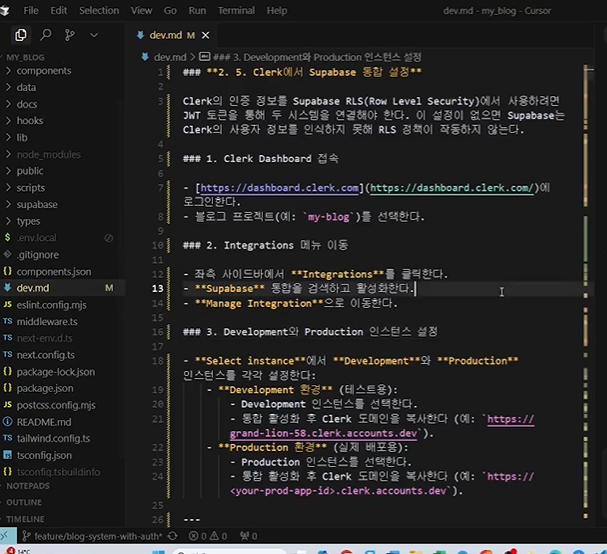 File Edit Selection View Go Run Terminal Help dev.md - my_blog - Cursor
dev.md M
dev.md > ### 3. Development와 Production 인스턴스 설정
MY_BLOG
components
data
docs
hooks
lib
node_modules
public
scripts
supabase
types
.env.local
.gitignore
components.json
dev.md M
eslint.config.mjs
middleware.ts
next-env.d.ts
next.config.ts
package-lock.json
package.json
postcss.config.mjs
README.md
tailwind.config.ts
tsconfig.json
tsconfig.tsbuildinfo
NOTEPADS
OUTLINE
TIMELINE
1 ### **2. 5. Clerk에서 Supabase 통합 설정**
2
3 Clerk의 인증 정보를 Supabase RLS(Row Level Security)에서 사용하려면
JWT 토큰을 통해 두 시스템을 연결해야 한다. 이 설정이 없으면 Supabase는
Clerk의 사용자 정보를 인식하지 못해 RLS 정책이 작동하지 않는다.
4
5 ### 1. Clerk Dashboard 접속
6
7 - [https://dashboard.clerk.com](https://dashboard.clerk.com/)에
로그인한다.
8 - 블로그 프로젝트(예: `my-blog`)를 선택한다.
9
10 ### 2. Integrations 메뉴 이동
11
12 - 좌측 사이드바에서 **Integrations**를 클릭한다.
13 - **Supabase** 통합을 검색하고 활성화한다.
14 - **Manage Integration**으로 이동한다.
15
16 ### 3. Development와 Production 인스턴스 설정
17
18 - **Select instance**에서 **Development**와 **Production**
인스턴스를 각각 설정한다:
19 - **Development 환경** (테스트용):
20 - Development 인스턴스를 선택한다.
21 - 통합 활성화 후 Clerk 도메인을 복사한다 (예: `https://
grand-lion-58.clerk.accounts.dev`).
22 - **Production 환경** (실제 배포용):
23 - Production 인스턴스를 선택한다.
24 - 통합 활성화 후 Clerk 도메인을 복사한다 (예: `https://
<your-prod-app-id>.clerk.accounts.dev`).
25
26 ---
feature/blog-system-with-auth* 0 0 0
14°C